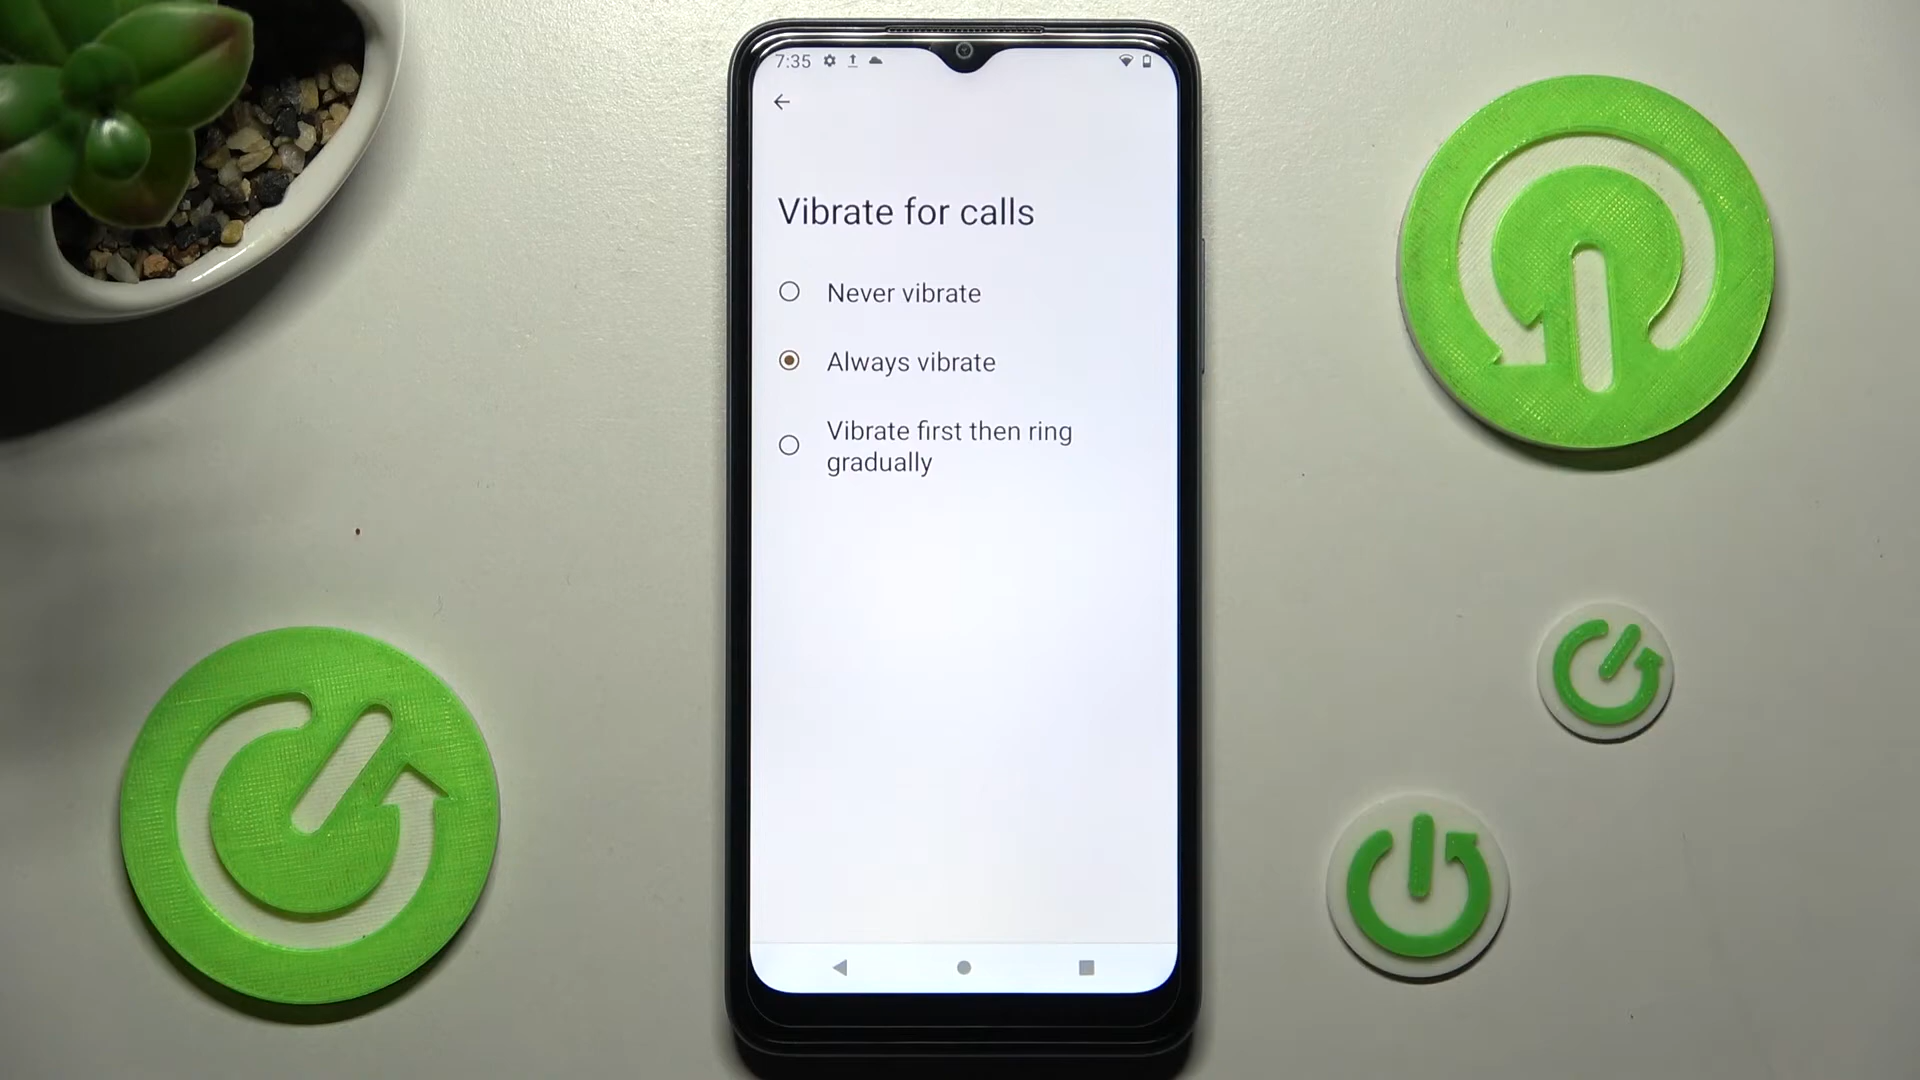 7:35
Vibrate for calls
Never vibrate
Always vibrate
Vibrate first then ring
gradually